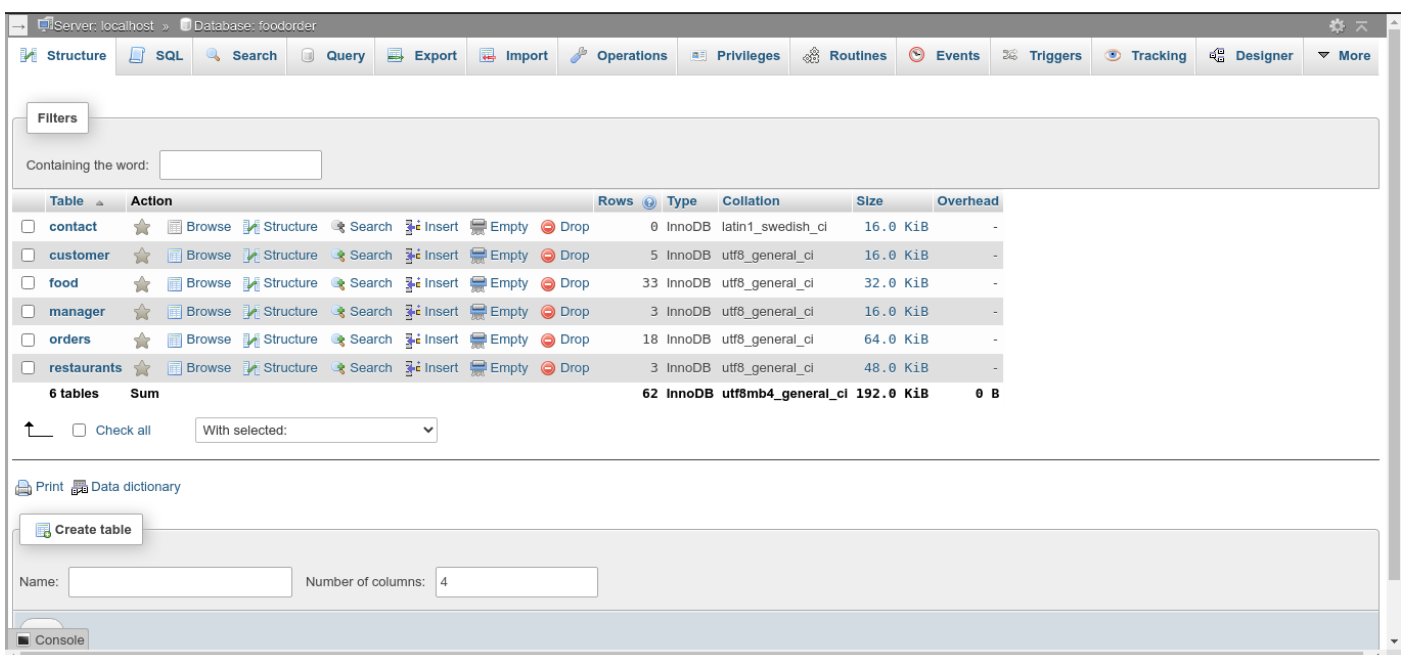 Server: localhost » Database: foodorder
Structure SQL Search Query Export Import Operations Privileges Routines Events Triggers Tracking Designer More
Filters
Containing the word:
Table Action Rows Type Collation Size Overhead
contact Browse Structure Search Insert Empty Drop 0 InnoDB latin1_swedish_ci 16.0 KiB -
customer Browse Structure Search Insert Empty Drop 5 InnoDB utf8_general_ci 16.0 KiB -
food Browse Structure Search Insert Empty Drop 33 InnoDB utf8_general_ci 32.0 KiB -
manager Browse Structure Search Insert Empty Drop 3 InnoDB utf8_general_ci 16.0 KiB -
orders Browse Structure Search Insert Empty Drop 18 InnoDB utf8_general_ci 64.0 KiB -
restaurants Browse Structure Search Insert Empty Drop 3 InnoDB utf8_general_ci 48.0 KiB -
6 tables Sum 62 InnoDB utf8mb4_general_ci 192.0 KiB 0 B
Check all With selected:
Print Data dictionary
Create table
Name: Number of columns: 4
Console